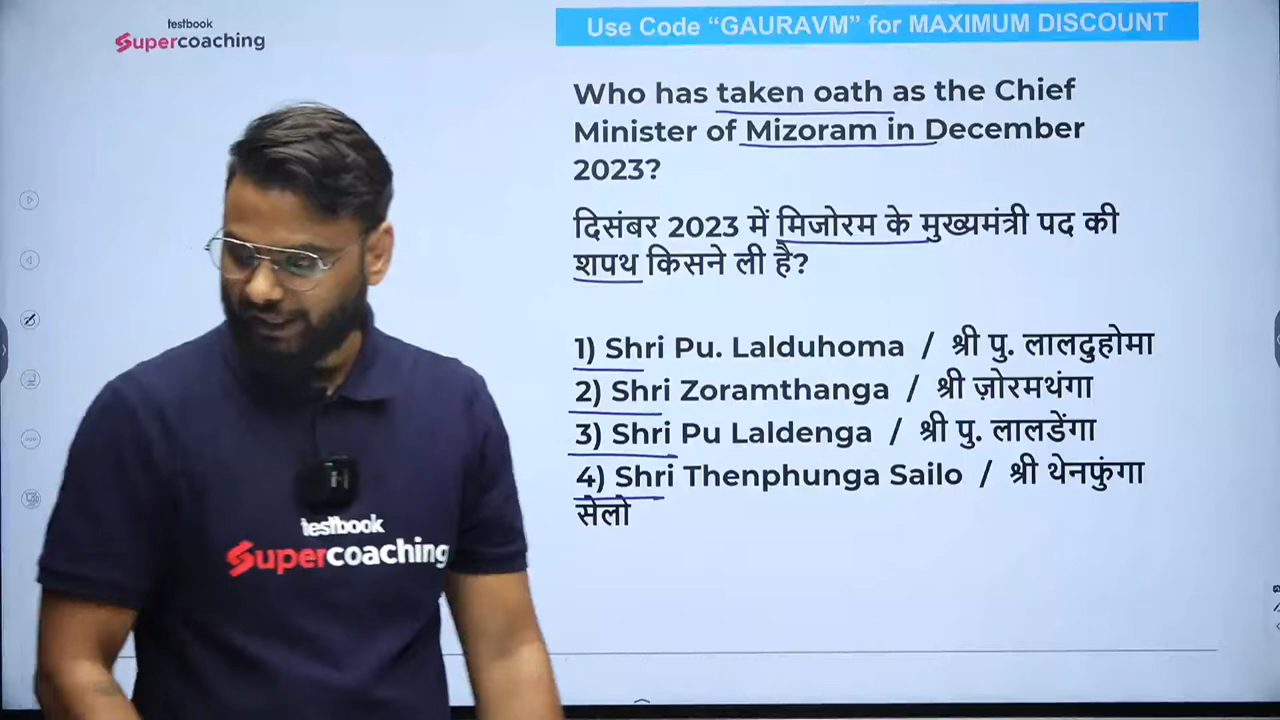 testbook
Supercoaching
Use Code “GAURAVM” for MAXIMUM DISCOUNT
Who has taken oath as the Chief
Minister of Mizoram in December
2023?
दिसंबर 2023 में मिजोरम के मुख्यमंत्री पद की
शपथ किसने ली है?
1) Shri Pu. Lalduhoma / श्री पु. लालदुहोमा
2) Shri Zoramthanga / श्री ज़ोरमथंगा
3) Shri Pu Laldenga / श्री पु. लालडेंगा
4) Shri Thenphunga Sailo / श्री थेनफुंगा
सेलो
testbook
Supercoaching